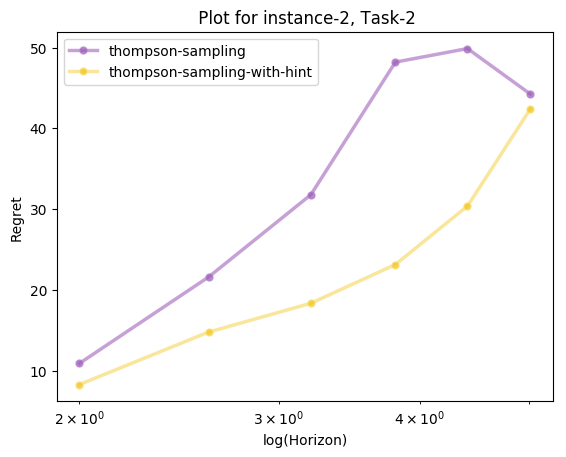 Plot for instance-2, Task-2
thompson-sampling
thompson-sampling-with-hint
50
40
30
20
10
Regret
2 × 10⁰
3 × 10⁰
4 × 10⁰
log(Horizon)